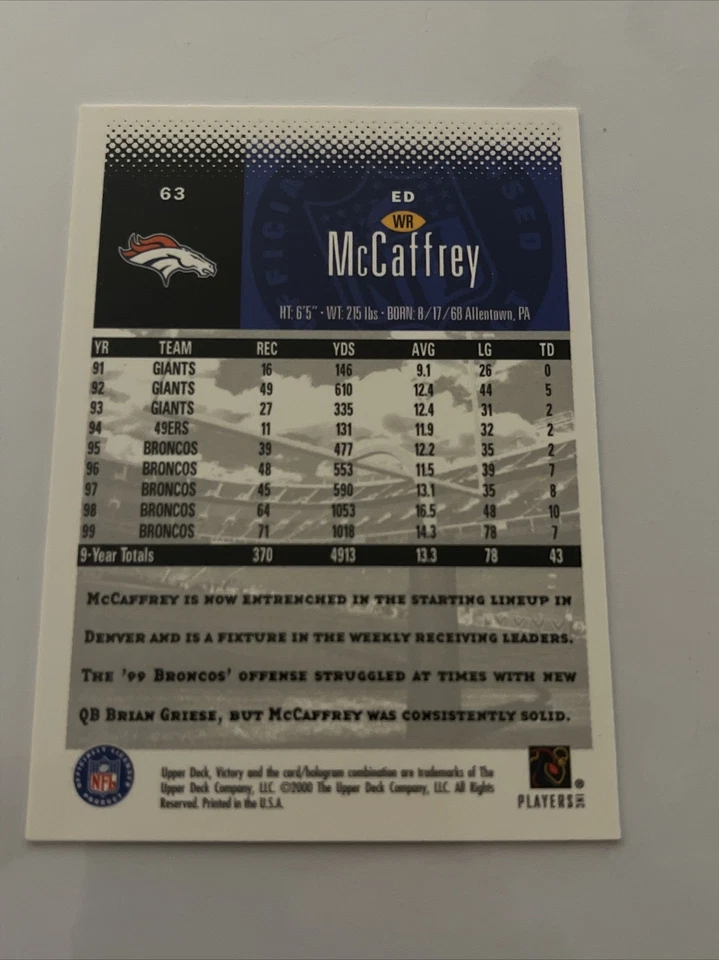 63
ED
WR
McCaffrey
HT: 6'5" · WT: 215 lbs · BORN: 8/17/68 Allentown, PA
YR TEAM REC YDS AVG LG TD
91 GIANTS 16 146 9.1 26 0
92 GIANTS 49 610 12.4 44 5
93 GIANTS 27 335 12.4 31 2
94 49ERS 11 131 11.9 32 2
95 BRONCOS 39 477 12.2 35 2
96 BRONCOS 48 553 11.5 39 7
97 BRONCOS 45 590 13.1 35 8
98 BRONCOS 64 1053 16.5 48 10
99 BRONCOS 71 1018 14.3 78 7
9-Year Totals 370 4913 13.3 78 43
McCaffrey is now entrenched in the starting lineup in
Denver and is a fixture in the weekly receiving leaders.
The '99 Broncos' offense struggled at times with new
QB Brian Griese, but McCaffrey was consistently solid.
OFFICIALLY LICENSED
NFL
PRODUCT
Upper Deck, Victory and the card/hologram combination are trademarks of The
Upper Deck Company, LLC. ©2000 The Upper Deck Company, LLC. All Rights
Reserved. Printed in the U.S.A.
PLAYERS INC ®